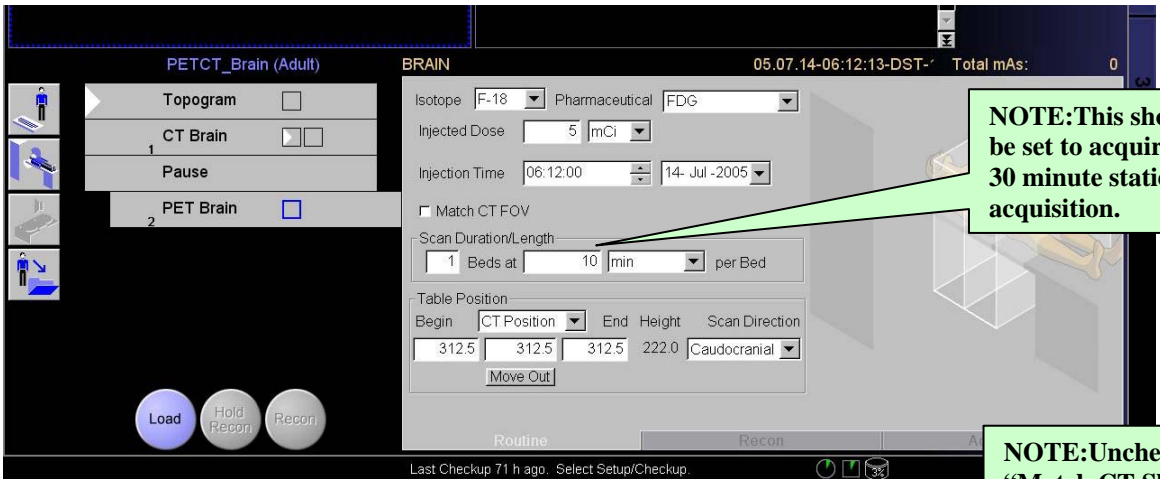 PETCT_Brain (Adult)
BRAIN 05.07.14-06:12:13-DST- Total mAs: 0
3
Topogram
CT Brain
1
Pause
PET Brain
2
Load
Hold
Recon
Recon
Isotope F-18 Pharmaceutical FDG
Injected Dose 5 mCi
Injection Time 06:12:00 14- Jul -2005
Match CT FOV
Scan Duration/Length
1 Beds at 10 min per Bed
Table Position
Begin CT Position End Height Scan Direction
312.5 312.5 312.5 222.0 Caudocranial
Move Out
Routine Recon
Last Checkup 71 h ago. Select Setup/Checkup.
3%
NOTE:This sho
be set to acquir
30 minute static
acquisition.
NOTE:Unche